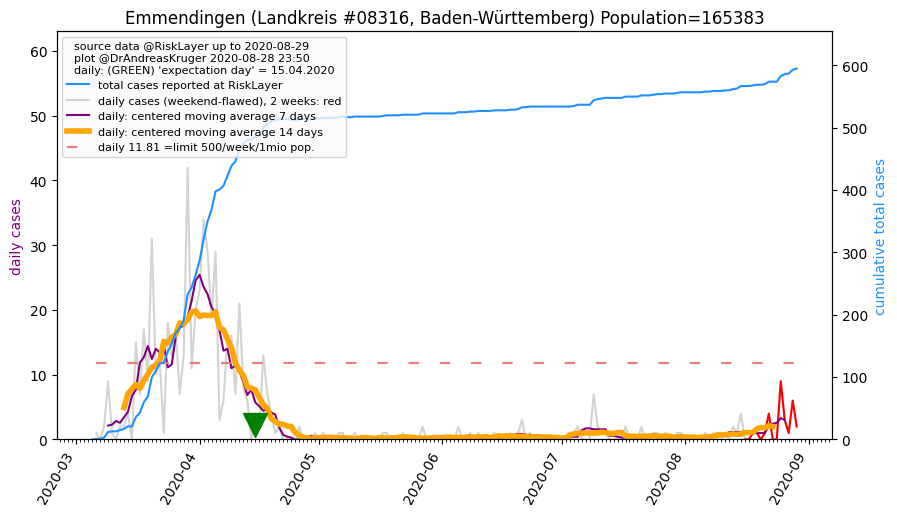 Emmendingen (Landkreis #08316, Baden-Württemberg) Population=165383
source data @RiskLayer up to 2020-08-29
plot @DrAndreasKruger 2020-08-28 23:50
daily: (GREEN) 'expectation day' = 15.04.2020
total cases reported at RiskLayer
daily cases (weekend-flawed), 2 weeks: red
daily: centered moving average 7 days
daily: centered moving average 14 days
daily 11.81 =limit 500/week/1mio pop.
daily cases
60
50
40
30
20
10
0
cumulative total cases
600
500
400
300
200
100
0
2020-03
2020-04
2020-05
2020-06
2020-07
2020-08
2020-09